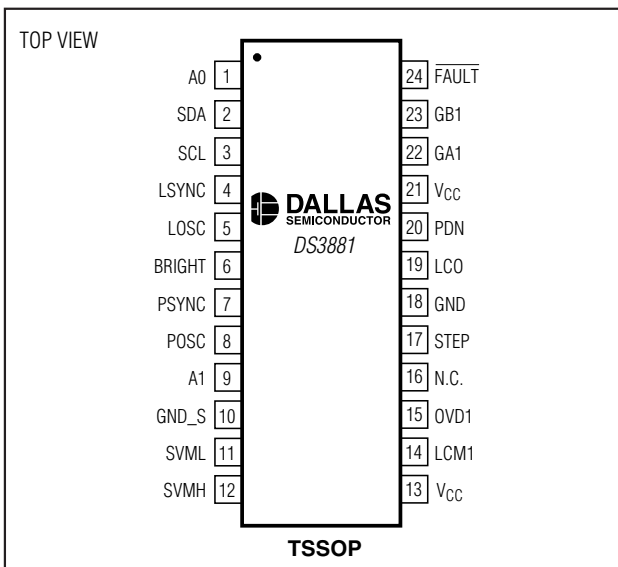 TOP VIEW
A0 1
SDA 2
SCL 3
LSYNC 4
LOSC 5
BRIGHT 6
PSYNC 7
POSC 8
A1 9
GND_S 10
SVML 11
SVMH 12
DALLAS
SEMICONDUCTOR
DS3881
24 FAULT
23 GB1
22 GA1
21 VCC
20 PDN
19 LCO
18 GND
17 STEP
16 N.C.
15 OVD1
14 LCM1
13 VCC
TSSOP